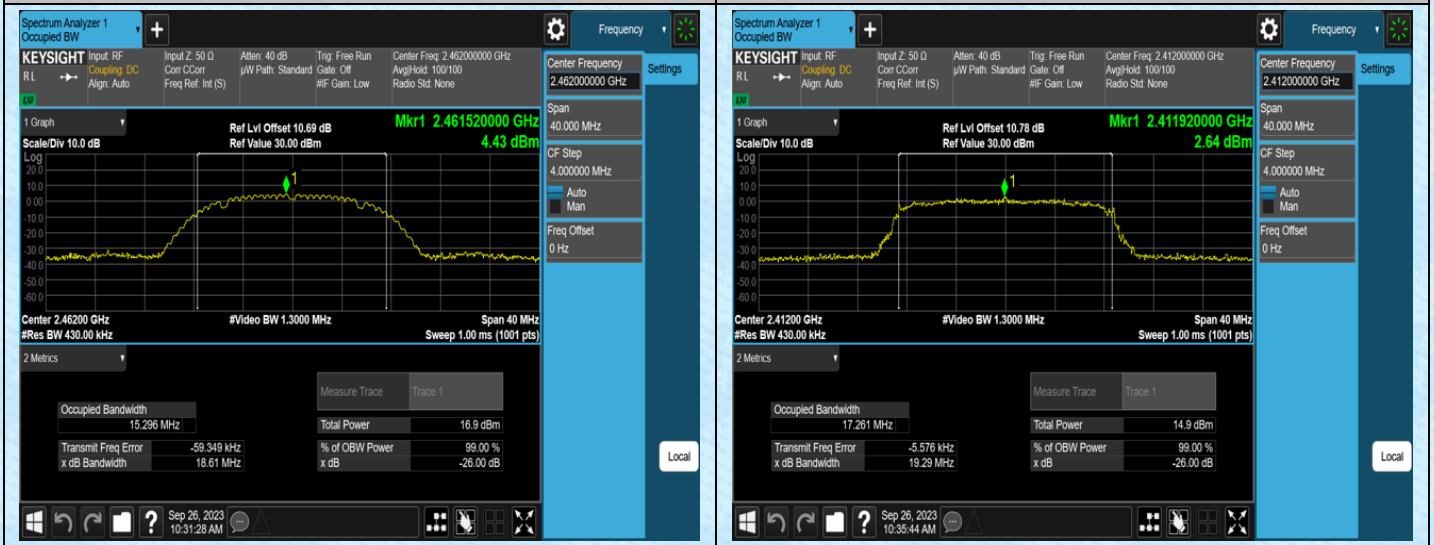 Spectrum Analyzer 1
Occupied BW
+
Frequency
KEYSIGHT
RL
LXI
Input: RF
Coupling: DC
Align: Auto
Input Z: 50 Ω
Corr CCorr
Freq Ref: Int (S)
Atten: 40 dB
µW Path: Standard
Trig: Free Run
Gate: Off
#IF Gain: Low
Center Freq: 2.462000000 GHz
Avg|Hold: 100/100
Radio Std: None
Center Frequency
2.462000000 GHz
Settings
Span
40.000 MHz
CF Step
4.000000 MHz
Auto
Man
Freq Offset
0 Hz
1 Graph
Scale/Div 10.0 dB
Ref Lvl Offset 10.69 dB
Ref Value 30.00 dBm
Mkr1 2.461520000 GHz
4.43 dBm
Log
20.0
10.0
0.00
-10.0
-20.0
-30.0
-40.0
-50.0
-60.0
1
Center 2.46200 GHz
#Res BW 430.00 kHz
#Video BW 1.3000 MHz
Span 40 MHz
Sweep 1.00 ms (1001 pts)
2 Metrics
Measure Trace Trace 1
Occupied Bandwidth
15.296 MHz
Total Power 16.9 dBm
Transmit Freq Error -59.349 kHz
% of OBW Power 99.00 %
x dB Bandwidth 18.61 MHz
x dB -26.00 dB
Local
?
Sep 26, 2023
10:31:28 AM
Spectrum Analyzer 1
Occupied BW
+
Frequency
KEYSIGHT
RL
LXI
Input: RF
Coupling: DC
Align: Auto
Input Z: 50 Ω
Corr CCorr
Freq Ref: Int (S)
Atten: 40 dB
µW Path: Standard
Trig: Free Run
Gate: Off
#IF Gain: Low
Center Freq: 2.412000000 GHz
Avg|Hold: 100/100
Radio Std: None
Center Frequency
2.412000000 GHz
Settings
Span
40.000 MHz
CF Step
4.000000 MHz
Auto
Man
Freq Offset
0 Hz
1 Graph
Scale/Div 10.0 dB
Ref Lvl Offset 10.78 dB
Ref Value 30.00 dBm
Mkr1 2.411920000 GHz
2.64 dBm
Log
20.0
10.0
0.00
-10.0
-20.0
-30.0
-40.0
-50.0
-60.0
1
Center 2.41200 GHz
#Res BW 430.00 kHz
#Video BW 1.3000 MHz
Span 40 MHz
Sweep 1.00 ms (1001 pts)
2 Metrics
Measure Trace Trace 1
Occupied Bandwidth
17.261 MHz
Total Power 14.9 dBm
Transmit Freq Error -5.576 kHz
% of OBW Power 99.00 %
x dB Bandwidth 19.29 MHz
x dB -26.00 dB
Local
?
Sep 26, 2023
10:35:44 AM